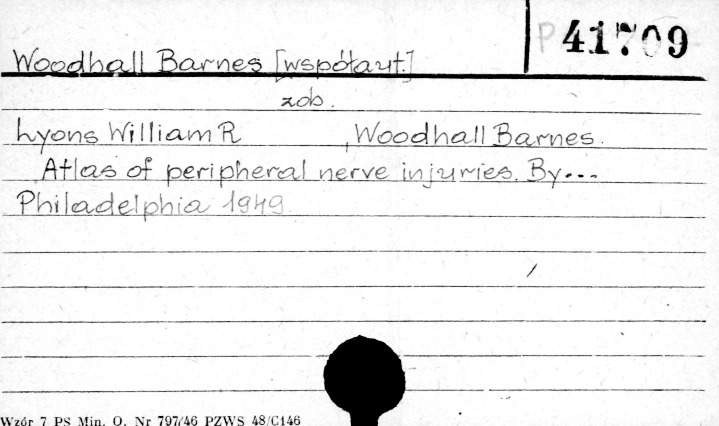 P 41709
Woodhall Barnes [współaut.]
zob.
Lyons William R , Woodhall Barnes.
Atlas of peripheral nerve injuries. By...
Philadelphia 1949
Wzór 7 PS Min. O. Nr 797/46 PZWS 48/C146